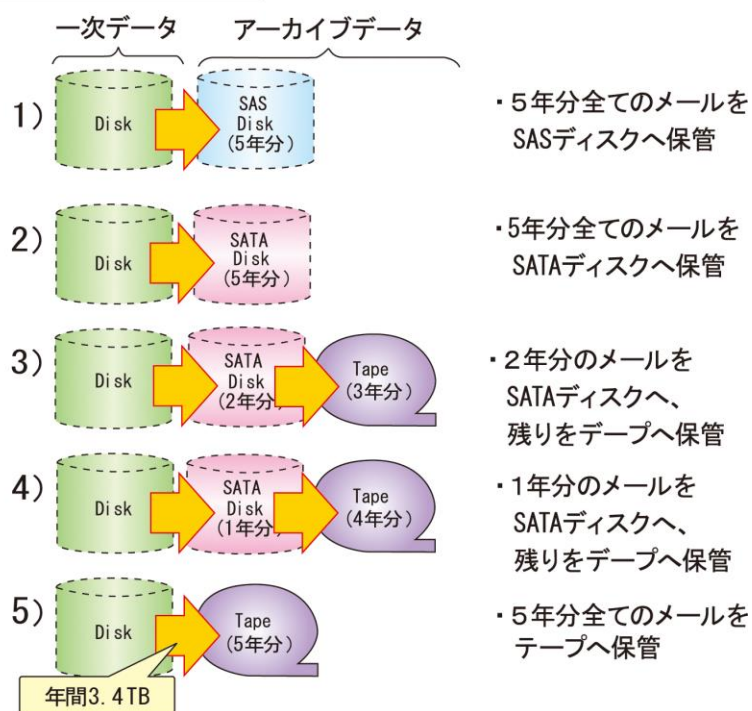 一次データ
アーカイブデータ
1)
Disk
SAS
Disk
(5年分)
・5年分全てのメールを
SASディスクへ保管
2)
Disk
SATA
Disk
(5年分)
・5年分全てのメールを
SATAディスクへ保管
3)
Disk
SATA
Disk
(2年分)
Tape
(3年分)
・2年分のメールを
SATAディスクへ、
残りをデープへ保管
4)
Disk
SATA
Disk
(1年分)
Tape
(4年分)
・1年分のメールを
SATAディスクへ、
残りをデープへ保管
5)
Disk
Tape
(5年分)
・5年分全てのメールを
テープへ保管
年間3.4TB